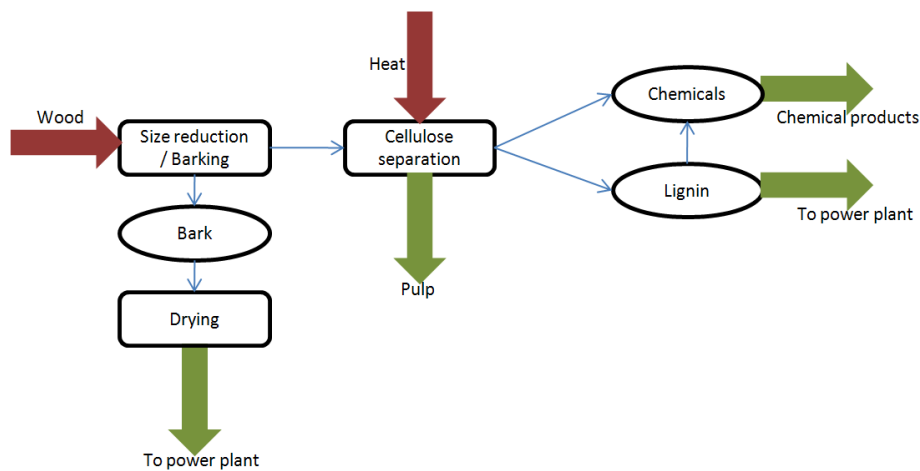 Heat
Wood
Size reduction
/ Barking
Cellulose
separation
Chemicals
Chemical products
Lignin
To power plant
Bark
Pulp
Drying
To power plant